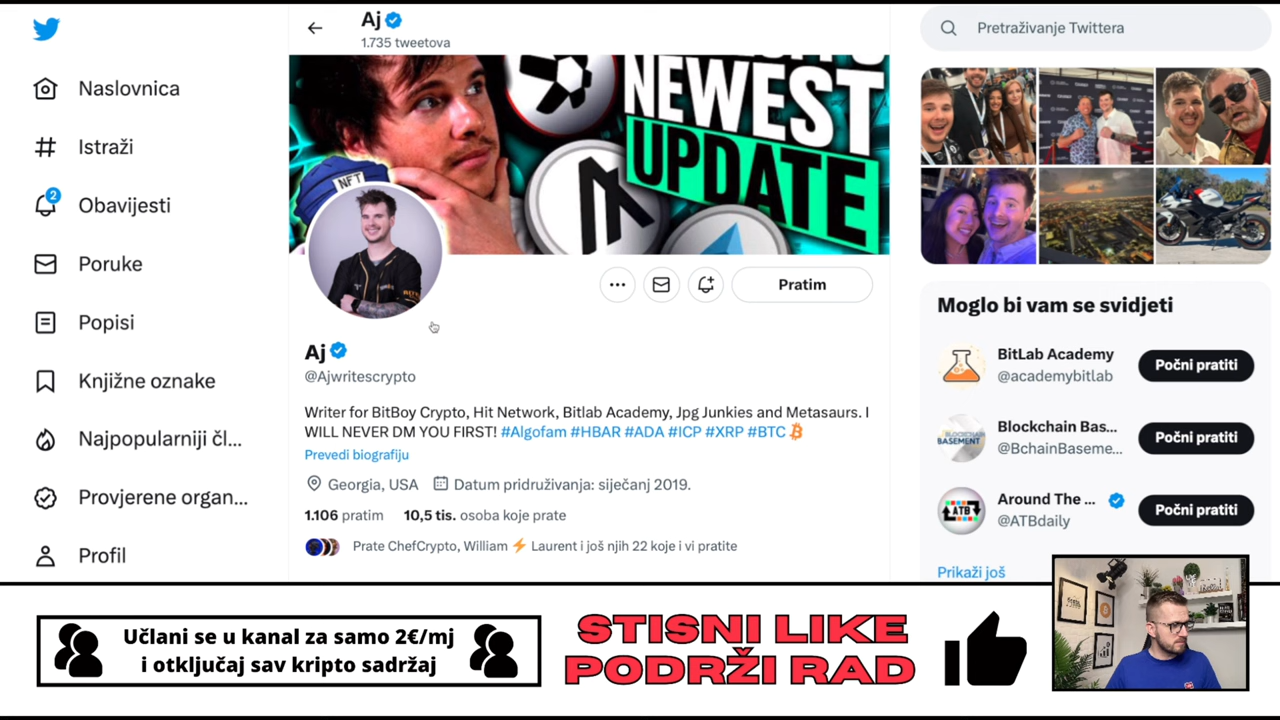 Naslovnica
Istraži
2
Obavijesti
Poruke
Popisi
Knjižne oznake
Najpopularniji čl...
Provjerene organ...
Profil
Aj
1.735 tweetova
NEWEST
UPDATE
NFT
Pratim
Aj
@Ajwritescrypto
Writer for BitBoy Crypto, Hit Network, Bitlab Academy, Jpg Junkies and Metasaurs. I
WILL NEVER DM YOU FIRST! #Algofam #HBAR #ADA #ICP #XRP #BTC
Prevedi biografiju
Georgia, USA Datum pridruživanja: siječanj 2019.
1.106 pratim 10,5 tis. osoba koje prate
Prate ChefCrypto, William ⚡ Laurent i još njih 22 koje i vi pratite
Pretraživanje Twittera
Moglo bi vam se svidjeti
BitLab Academy
@academybitlab
Počni pratiti
BLOCKCHAIN
BASEMENT
Blockchain Bas...
@BchainBaseme...
Počni pratiti
ATB
Around The ...
@ATBdaily
Počni pratiti
Prikaži još
Učlani se u kanal za samo 2€/mj
i otključaj sav kripto sadržaj
STISNI LIKE
PODRŽI RAD